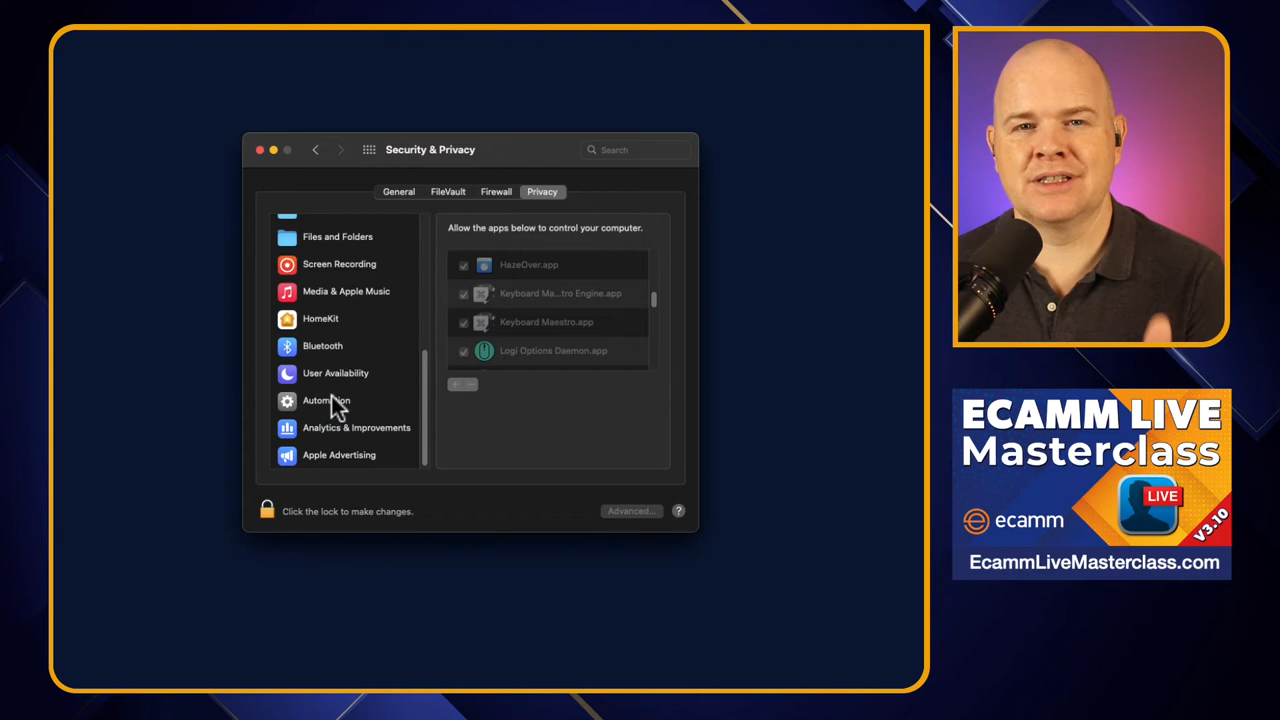 Security & Privacy
Search
General
FileVault
Firewall
Privacy
Files and Folders
Screen Recording
Media & Apple Music
HomeKit
Bluetooth
User Availability
Analytics & Improvements
Apple Advertising
Allow the apps below to control your computer.
HazeOver.app
Keyboard Ma...tro Engine.app
Keyboard Maestro.app
Logi Options Daemon.app
Click the lock to make changes.
Advanced...
?
ECAMM LIVE
Masterclass
LIVE
ecamm
v3.10
EcammLiveMasterclass.com